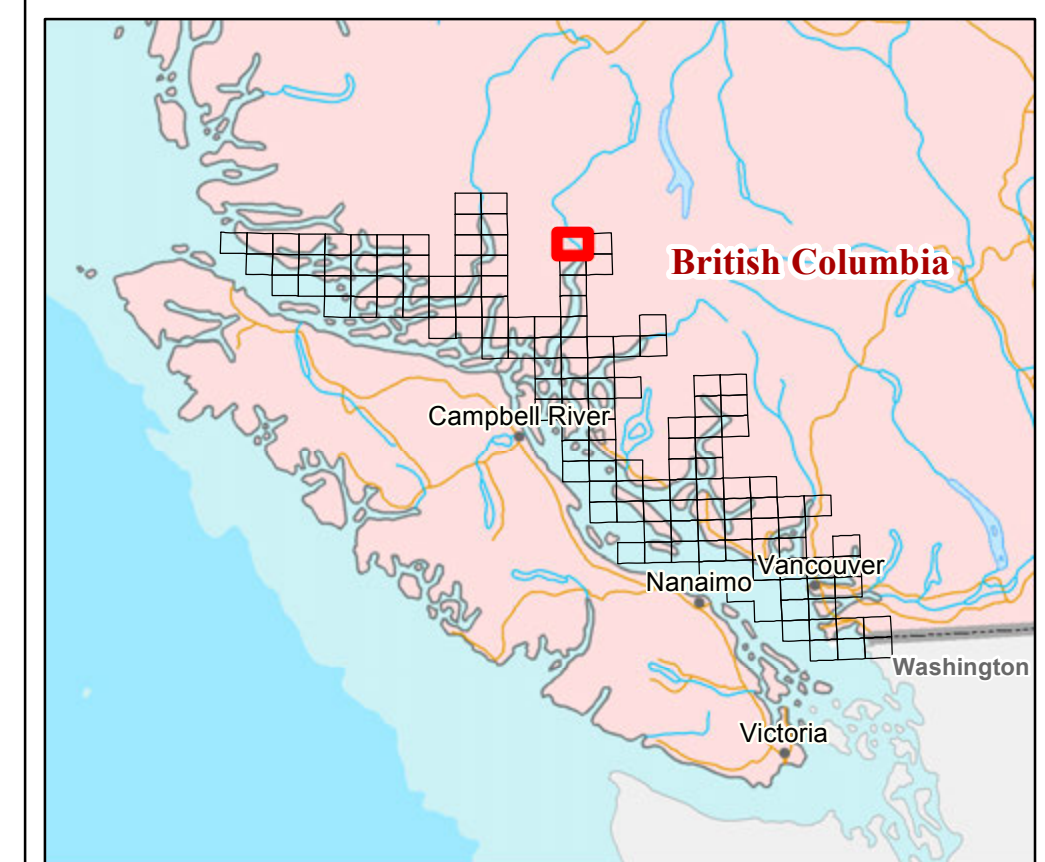 British Columbia
Campbell River
Vancouver
Nanaimo
Washington
Victoria